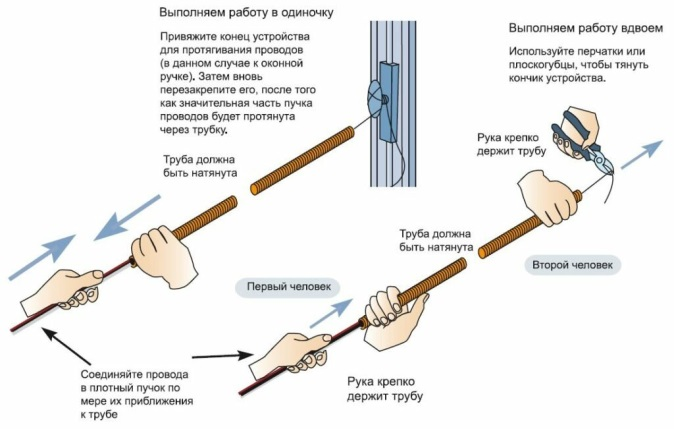 Выполняем работу в одиночку
Привяжите конец устройства
для протягивания проводов
(в данном случае к оконной
ручке). Затем вновь
перезакрепите его, после того
как значительная часть пучка
проводов будет протянута
через трубку.
Труба должна
быть натянута
Выполняем работу вдвоем
Используйте перчатки или
плоскогубцы, чтобы тянуть
кончик устройства.
Рука крепко
держит трубу
Труба должна
быть натянута
Второй человек
Первый человек
Соединяйте провода
в плотный пучок по
мере их приближения
к трубе
Рука крепко
держит трубу